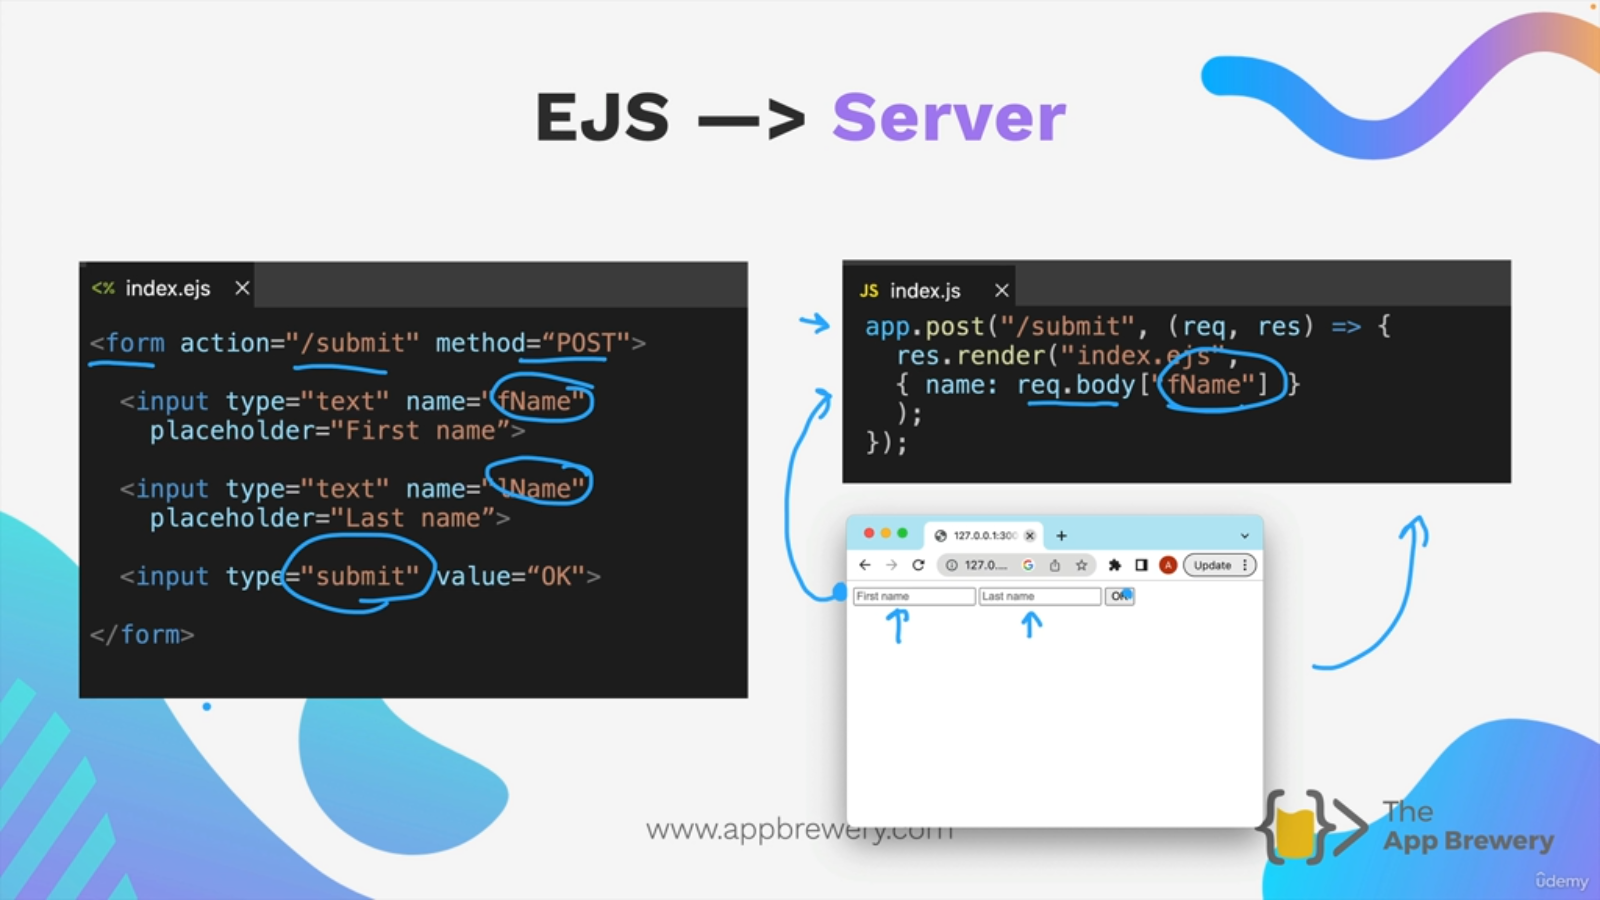 EJS —> Server
<% index.ejs ×
<form action="/submit" method=“POST">
<input type="text" name="fName"
placeholder="First name”>
<input type="text" name="lName"
placeholder="Last name”>
<input type="submit" value=“OK">
</form>
JS index.js ×
app.post("/submit", (req, res) => {
res.render("index.ejs",
{ name: req.body["fName"] }
);
});
127.0.0.1:300
127.0....
A
Update
First name
Last name
OK
www.appbrewery.com
The
App Brewery
udemy